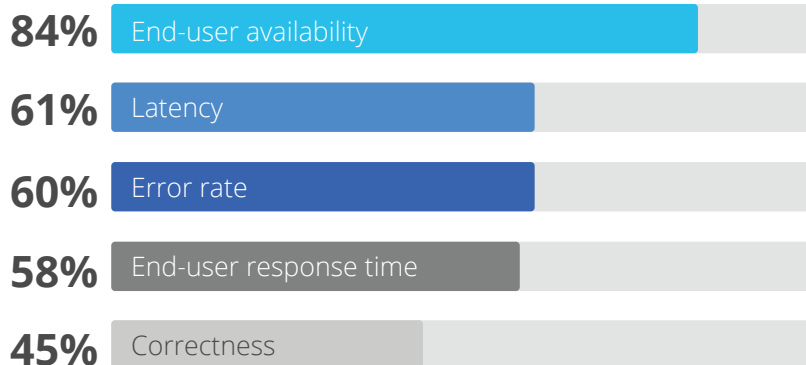 84% End-user availability
61% Latency
60% Error rate
58% End-user response time
45% Correctness